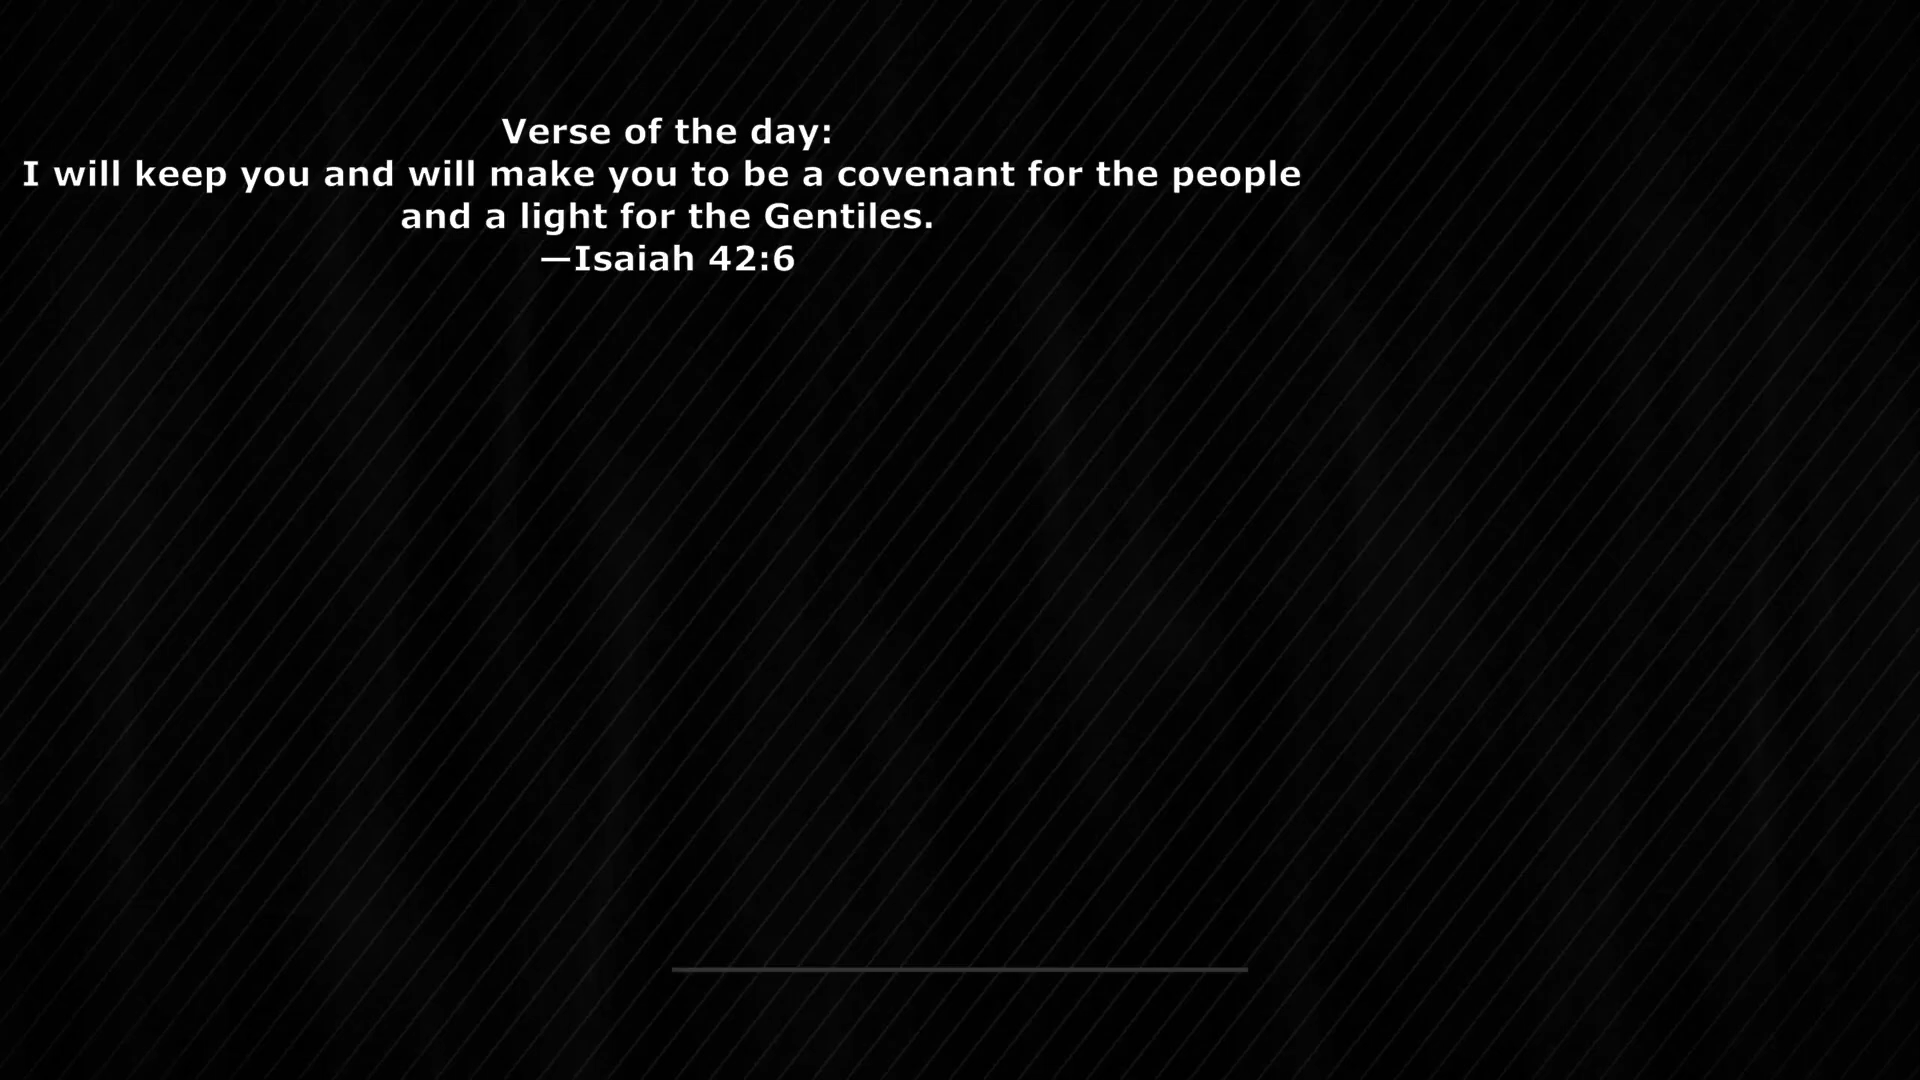 Verse of the day:
I will keep you and will make you to be a covenant for the people
and a light for the Gentiles.
—Isaiah 42:6